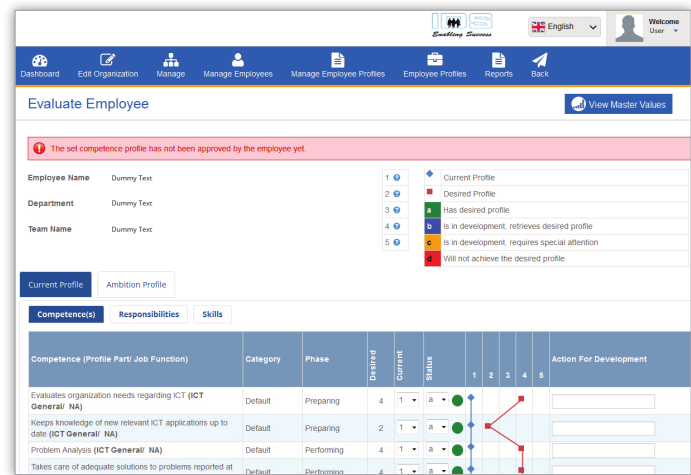 IDS
Enabling Success
English
Welcome
User
Dashboard Edit Organization Manage Manage Employees Manage Employee Profiles Employee Profiles Reports Back
Evaluate Employee
View Master Values
The set competence profile has not been approved by the employee yet.
Employee Name Dummy Text
Department Dummy Text
Team Name Dummy Text
1
2
3
4
5
Current Profile
Desired Profile
a Has desired profile
b Is in development, retrieves desired profile
c Is in development, requires special attention
d Will not achieve the desired profile
Current Profile Ambition Profile
Competence(s) Responsibilities Skills
Competence (Profile Part/ Job Function) Category Phase Desired Current Status 1 2 3 4 5 Action For Development
Evaluates organization needs regarding ICT (ICT
General/ NA)
Default Preparing 4 1 a
Keeps knowledge of new relevant ICT applications up to
date (ICT General/ NA)
Default Preparing 2 1 a
Problem Analysis (ICT General/ NA) Default Performing 4 1 a
Takes care of adequate solutions to problems reported at
Default Performing 4 1 a